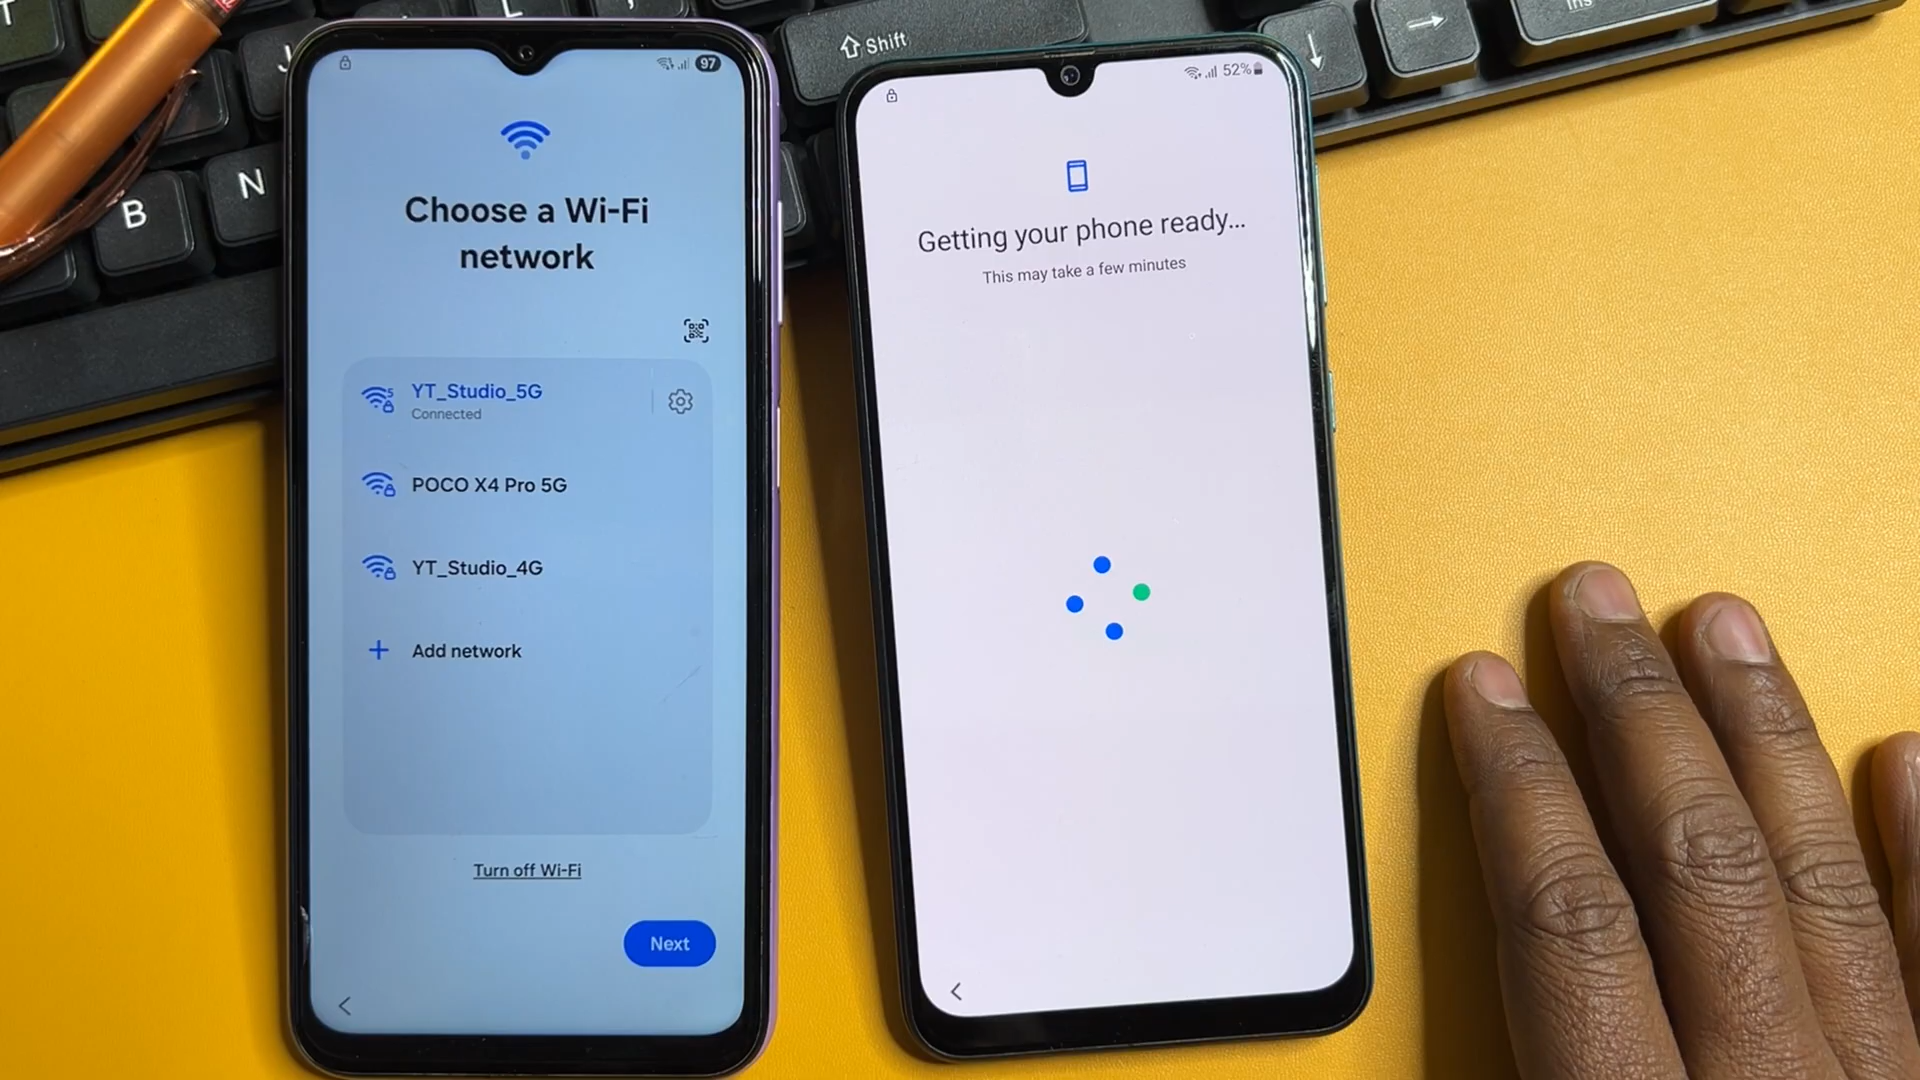 Shift
Ins
B
N
J
L
T
97
Choose a Wi-Fi
network
YT_Studio_5G
Connected
POCO X4 Pro 5G
YT_Studio_4G
Add network
Turn off Wi-Fi
Next
52%
Getting your phone ready...
This may take a few minutes